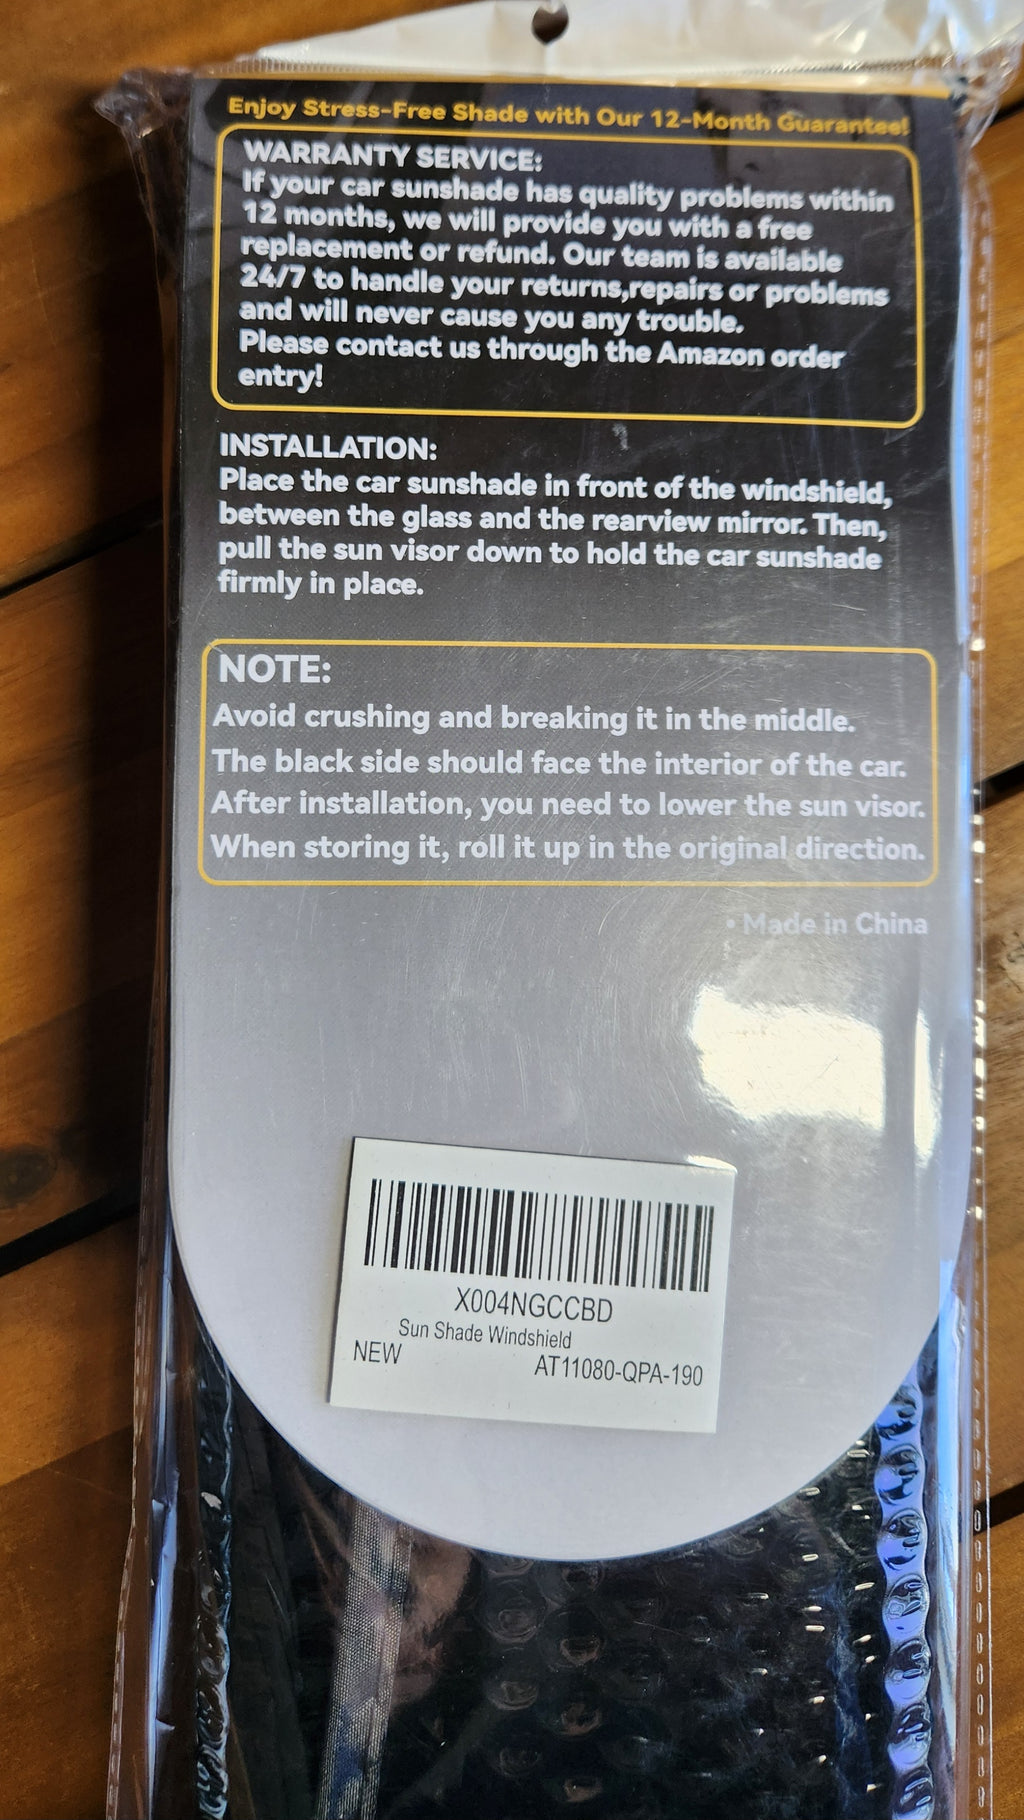 Enjoy Stress-Free Shade with Our 12-Month Guarantee!
WARRANTY SERVICE:
If your car sunshade has quality problems within
12 months, we will provide you with a free
replacement or refund. Our team is available
24/7 to handle your returns,repairs or problems
and will never cause you any trouble.
Please contact us through the Amazon order
entry!
INSTALLATION:
Place the car sunshade in front of the windshield,
between the glass and the rearview mirror. Then,
pull the sun visor down to hold the car sunshade
firmly in place.
NOTE:
Avoid crushing and breaking it in the middle.
The black side should face the interior of the car.
After installation, you need to lower the sun visor.
When storing it, roll it up in the original direction.
• Made in China
X004NGCCBD
Sun Shade Windshield
NEW AT11080-QPA-190